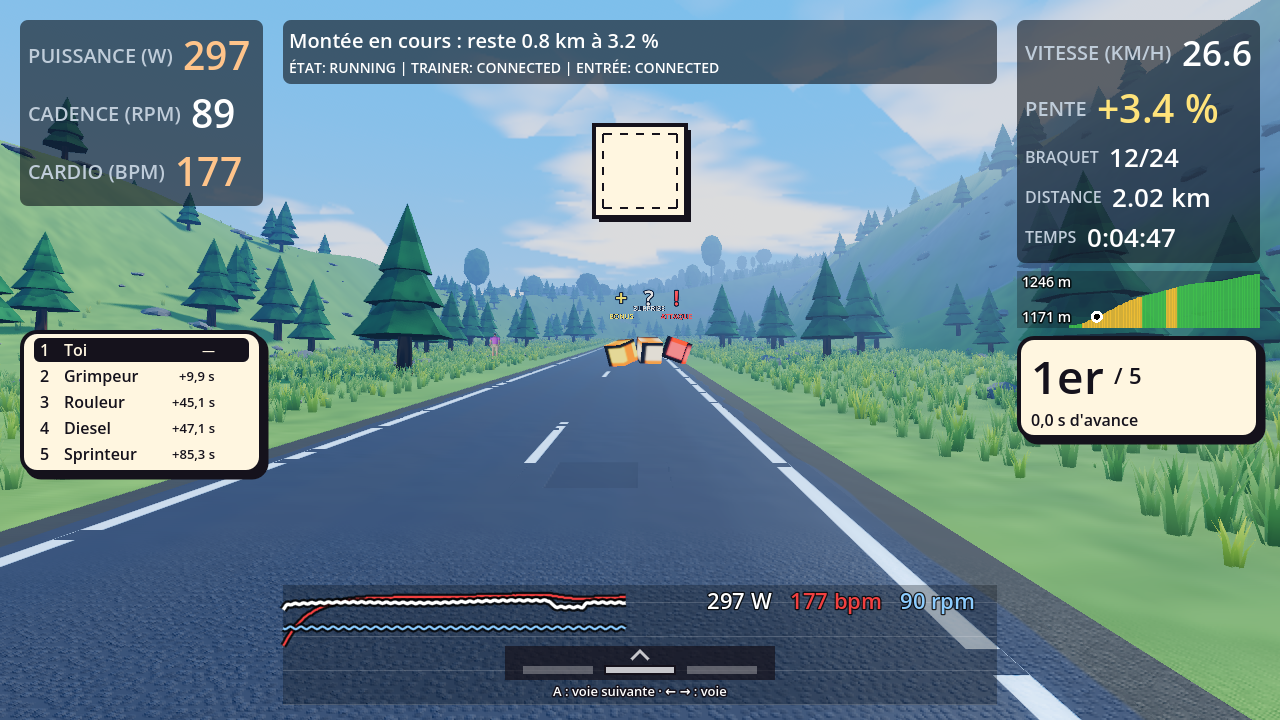 PUISSANCE (W) 297
CADENCE (RPM) 89
CARDIO (BPM) 177
Montée en cours : reste 0.8 km à 3.2 %
ÉTAT: RUNNING | TRAINER: CONNECTED | ENTRÉE: CONNECTED
VITESSE (KM/H) 26.6
PENTE +3.4 %
BRAQUET 12/24
DISTANCE 2.02 km
TEMPS 0:04:47
1246 m
1171 m
+ ? !
BONUS SURPRISE
1 Toi —
2 Grimpeur +9,9 s
3 Rouleur +45,1 s
4 Diesel +47,1 s
5 Sprinteur +85,3 s
1er / 5
0,0 s d'avance
297 W 177 bpm 90 rpm
A : voie suivante · ← → : voie